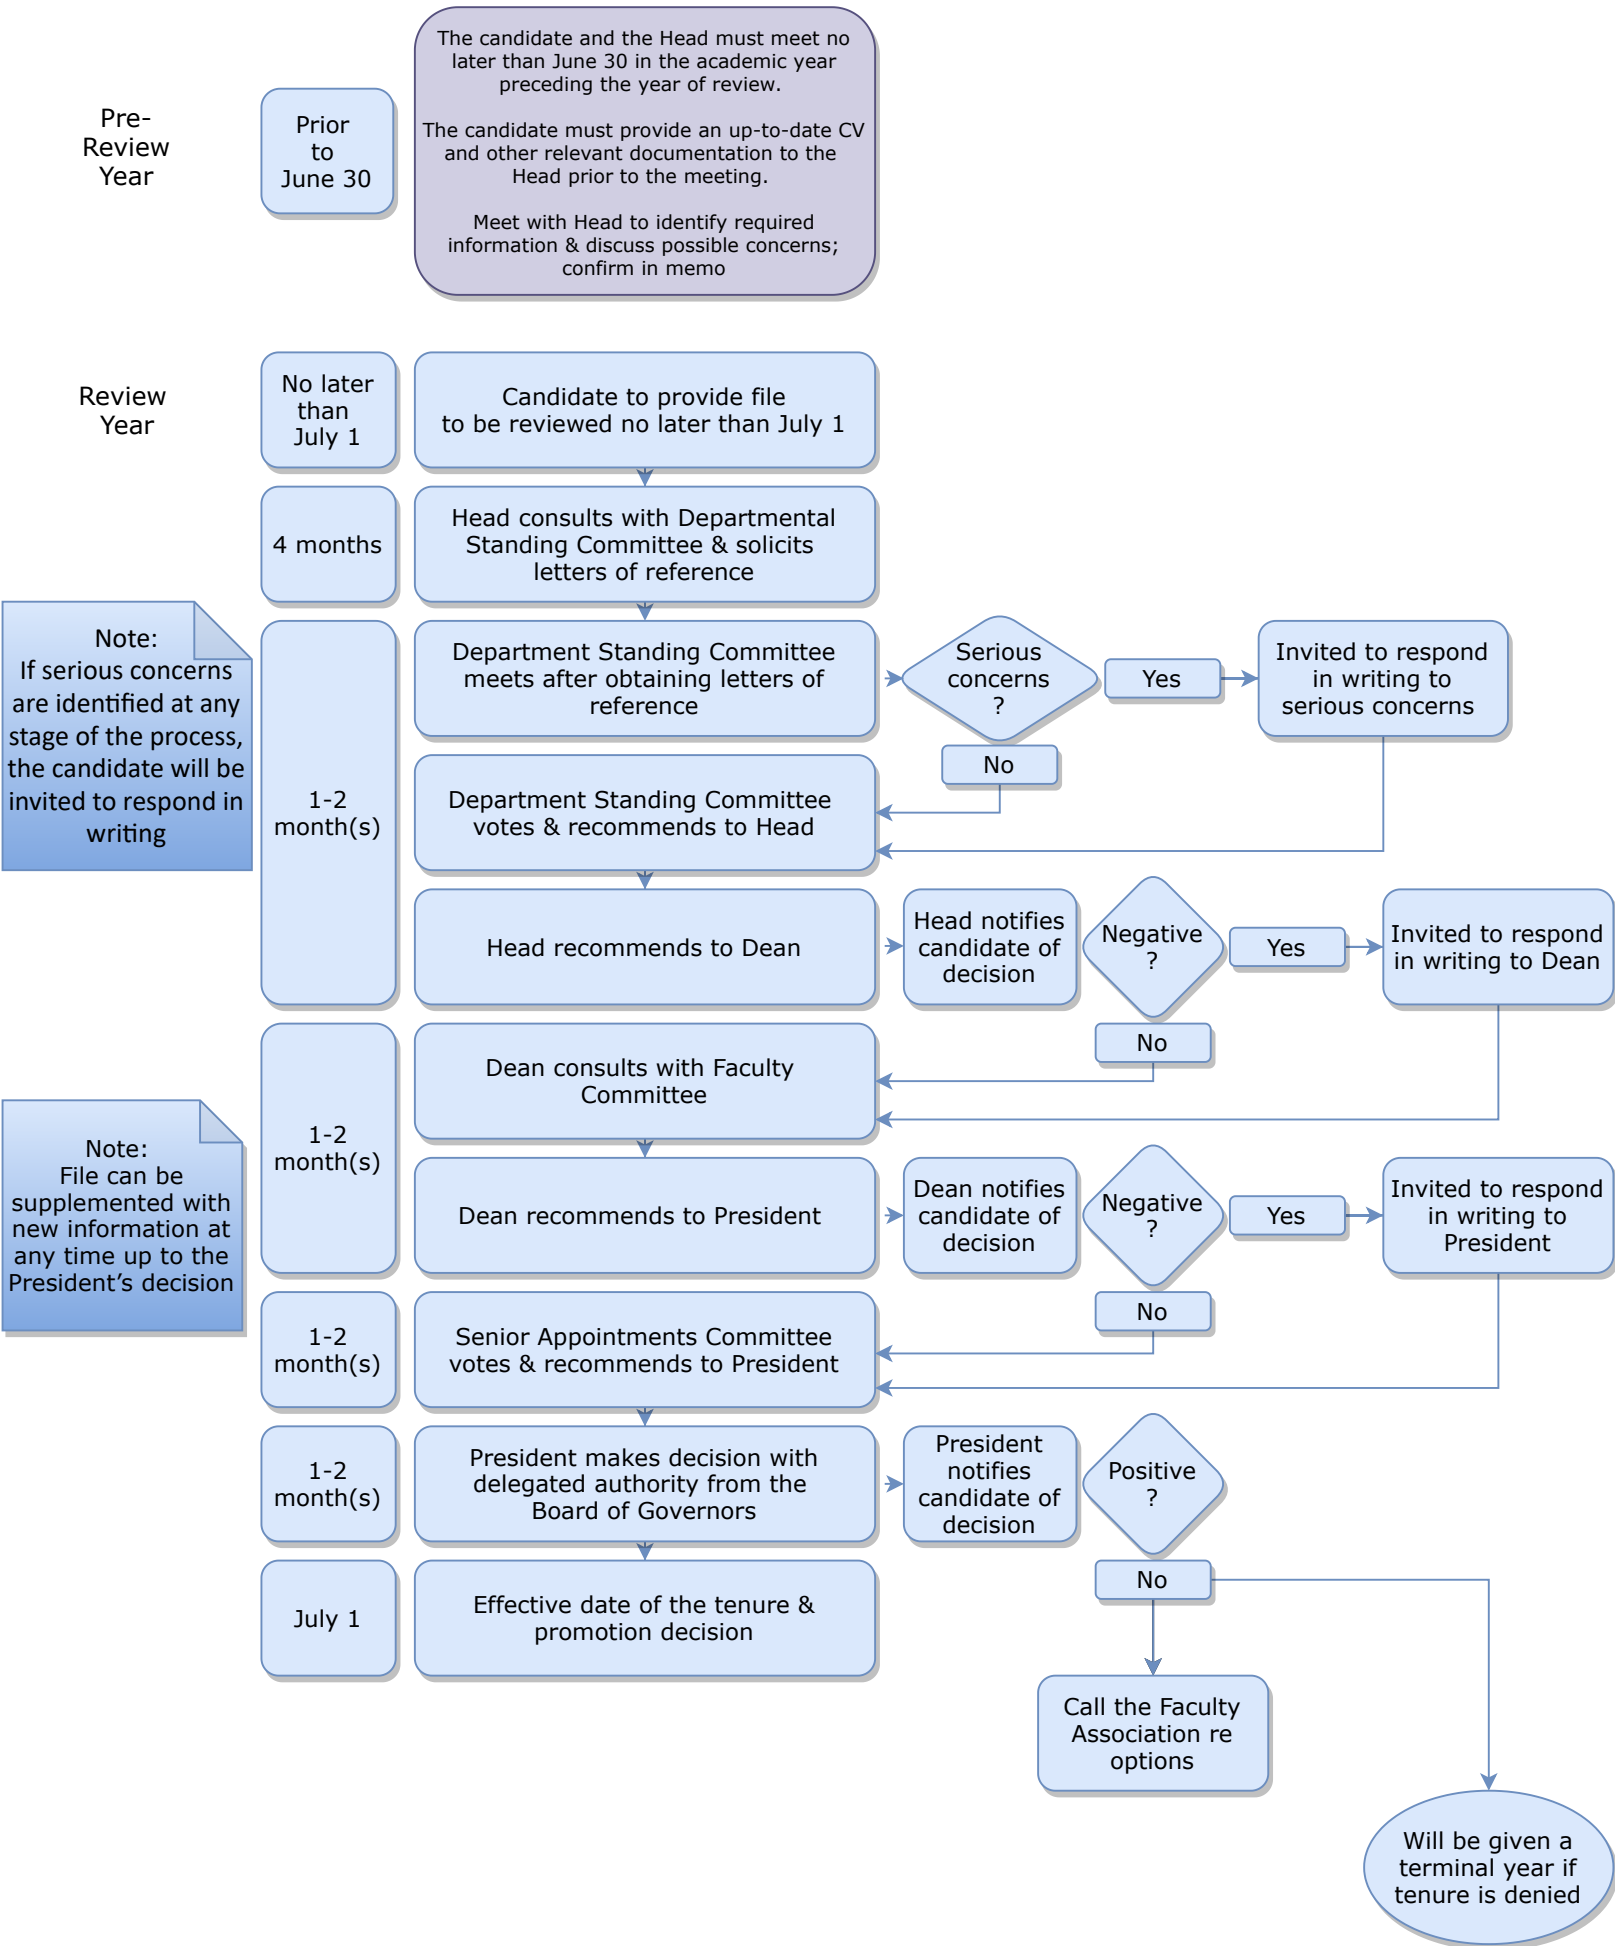 Pre-
Review
Year
Prior
to
June 30
The candidate and the Head must meet no
later than June 30 in the academic year
preceding the year of review.
The candidate must provide an up-to-date CV
and other relevant documentation to the
Head prior to the meeting.
Meet with Head to identify required
information & discuss possible concerns;
confirm in memo
Review
Year
No later
than
July 1
Candidate to provide file
to be reviewed no later than July 1
4 months
Head consults with Departmental
Standing Committee & solicits
letters of reference
Note:
If serious concerns
are identified at any
stage of the process,
the candidate will be
invited to respond in
writing
1-2
month(s)
Department Standing Committee
meets after obtaining letters of
reference
Serious
concerns
?
Yes
Invited to respond
in writing to
serious concerns
No
Department Standing Committee
votes & recommends to Head
Head recommends to Dean
Head notifies
candidate of
decision
Negative
?
Yes
Invited to respond
in writing to Dean
No
1-2
month(s)
Dean consults with Faculty
Committee
Note:
File can be
supplemented with
new information at
any time up to the
President’s decision
Dean recommends to President
Dean notifies
candidate of
decision
Negative
?
Yes
Invited to respond
in writing to
President
No
1-2
month(s)
Senior Appointments Committee
votes & recommends to President
1-2
month(s)
President makes decision with
delegated authority from the
Board of Governors
President
notifies
candidate of
decision
Positive
?
No
July 1
Effective date of the tenure &
promotion decision
Call the Faculty
Association re
options
Will be given a
terminal year if
tenure is denied